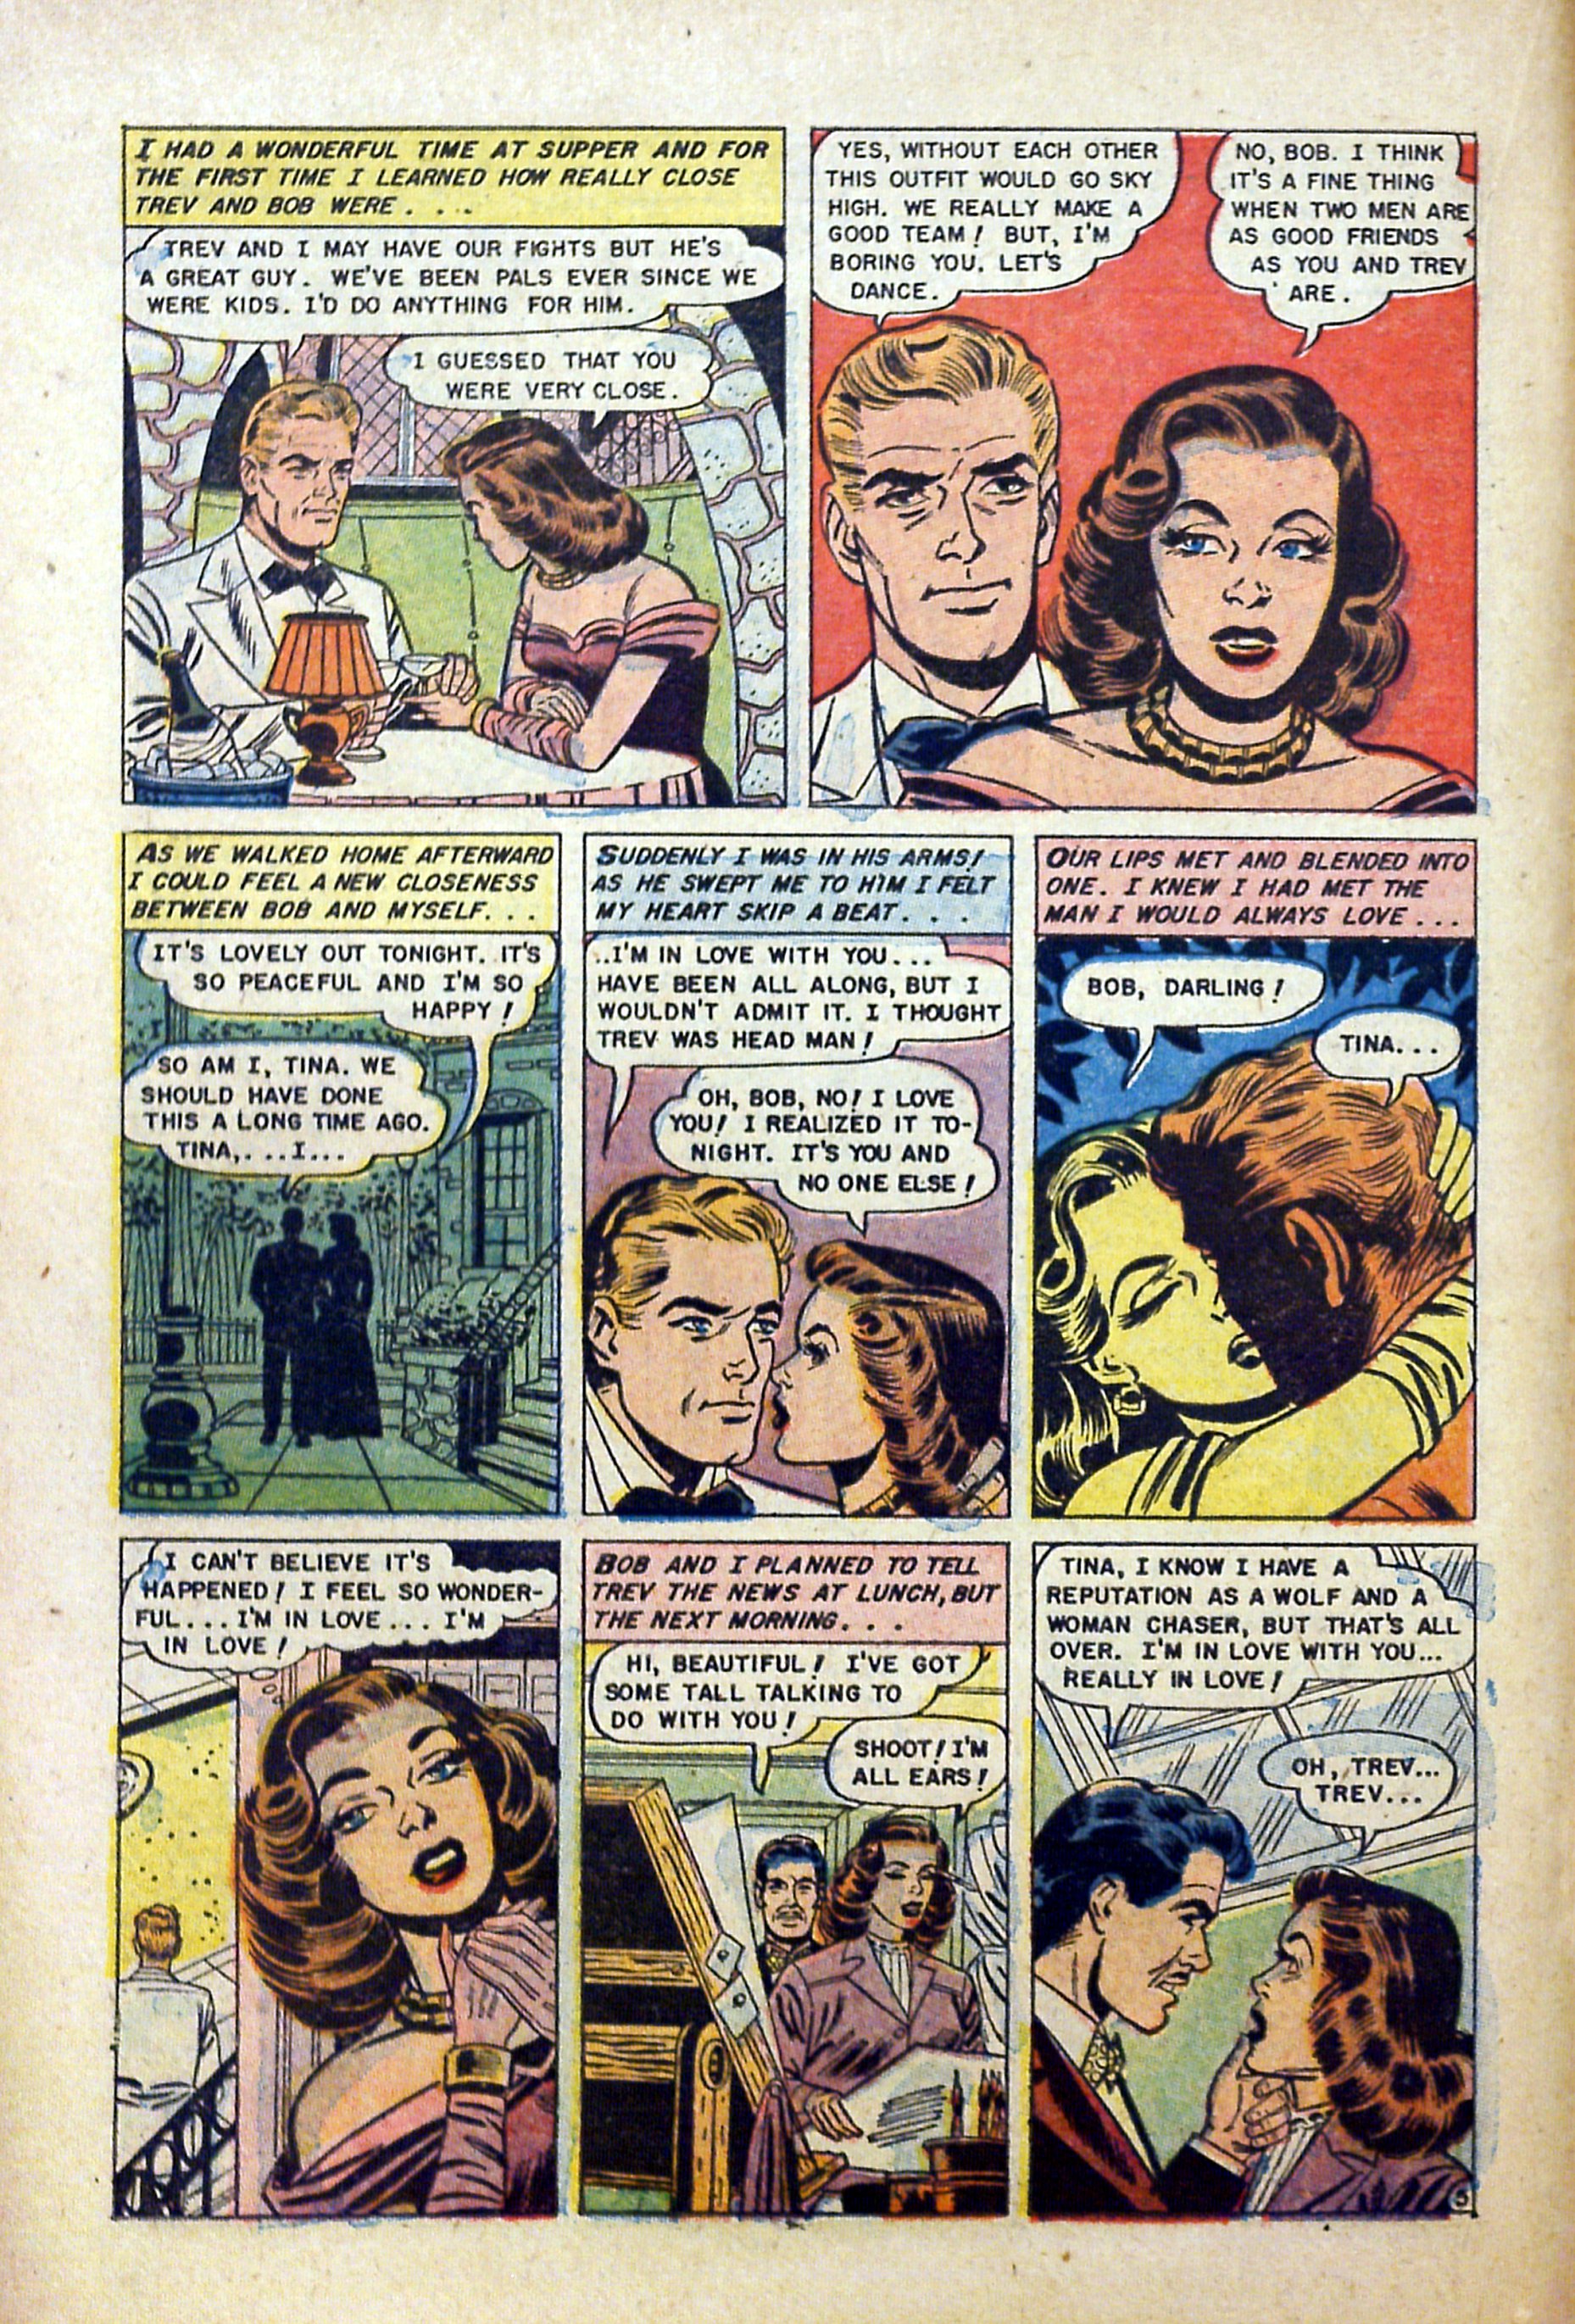 I HAD A WONDERFUL TIME AT SUPPER AND FOR
THE FIRST TIME I LEARNED HOW REALLY CLOSE
TREV AND BOB WERE . . .
TREV AND I MAY HAVE OUR FIGHTS BUT HE'S
A GREAT GUY. WE'VE BEEN PALS EVER SINCE WE
WERE KIDS. I'D DO ANYTHING FOR HIM.
I GUESSED THAT YOU
WERE VERY CLOSE.
YES, WITHOUT EACH OTHER
THIS OUTFIT WOULD GO SKY
HIGH. WE REALLY MAKE A
GOOD TEAM! BUT, I'M
BORING YOU. LET'S
DANCE.
NO, BOB. I THINK
IT'S A FINE THING
WHEN TWO MEN ARE
AS GOOD FRIENDS
AS YOU AND TREV
ARE.
AS WE WALKED HOME AFTERWARD
I COULD FEEL A NEW CLOSENESS
BETWEEN BOB AND MYSELF. . .
IT'S LOVELY OUT TONIGHT. IT'S
SO PEACEFUL AND I'M SO
HAPPY!
SO AM I, TINA. WE
SHOULD HAVE DONE
THIS A LONG TIME AGO.
TINA,. ..I...
SUDDENLY I WAS IN HIS ARMS!
AS HE SWEPT ME TO HIM I FELT
MY HEART SKIP A BEAT. . .
..I'M IN LOVE WITH YOU...
HAVE BEEN ALL ALONG, BUT I
WOULDN'T ADMIT IT. I THOUGHT
TREV WAS HEAD MAN!
OH, BOB, NO! I LOVE
YOU! I REALIZED IT TO-
NIGHT. IT'S YOU AND
NO ONE ELSE!
OUR LIPS MET AND BLENDED INTO
ONE. I KNEW I HAD MET THE
MAN I WOULD ALWAYS LOVE...
BOB, DARLING!
TINA...
I CAN'T BELIEVE IT'S
HAPPENED! I FEEL SO WONDER-
FUL... I'M IN LOVE... I'M
IN LOVE!
BOB AND I PLANNED TO TELL
TREV THE NEWS AT LUNCH, BUT
THE NEXT MORNING. . .
HI, BEAUTIFUL! I'VE GOT
SOME TALL TALKING TO
DO WITH YOU!
SHOOT! I'M
ALL EARS!
TINA, I KNOW I HAVE A
REPUTATION AS A WOLF AND A
WOMAN CHASER, BUT THAT'S ALL
OVER. I'M IN LOVE WITH YOU...
REALLY IN LOVE!
OH, TREV...
TREV...
5